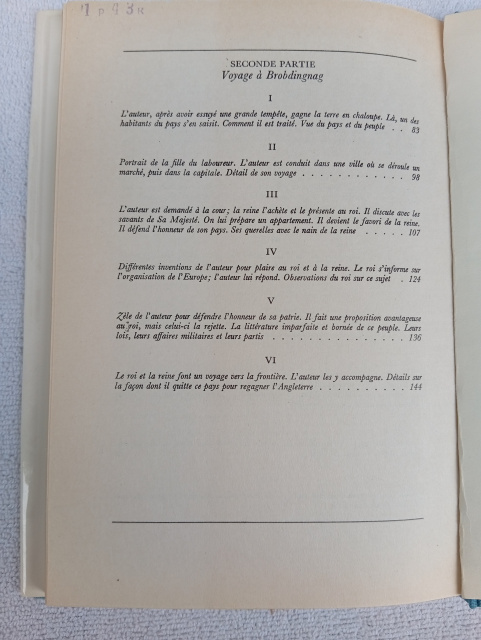 SECONDE PARTIE
Voyage à Brobdingnag
I
L'auteur, après avoir essuyé une grande tempête, gagne la terre en chaloupe. Là, un des
habitants du pays s'en saisit. Comment il est traité. Vue du pays et du peuple . . 83
II
Portrait de la fille du laboureur. L'auteur est conduit dans une ville où se déroule un
marché, puis dans la capitale. Détail de son voyage . . . . . . . . . . . . 98
III
L'auteur est demandé à la cour; la reine l'achète et le présente au roi. Il discute avec les
savants de Sa Majesté. On lui prépare un appartement. Il devient le favori de la reine.
Il défend l'honneur de son pays. Ses querelles avec le nain de la reine . . . . . 107
IV
Différentes inventions de l'auteur pour plaire au roi et à la reine. Le roi s'informe sur
l'organisation de l'Europe; l'auteur lui répond. Observations du roi sur ce sujet . 124
V
Zèle de l'auteur pour défendre l'honneur de sa patrie. Il fait une proposition avantageuse
au roi, mais celui-ci la rejette. La littérature imparfaite et bornée de ce peuple. Leurs
lois, leurs affaires militaires et leurs partis . . . . . . . . . . . . . . . 136
VI
Le roi et la reine font un voyage vers la frontière. L'auteur les y accompagne. Détails sur
la façon dont il quitte ce pays pour regagner l'Angleterre . . . . . . . . . . 144